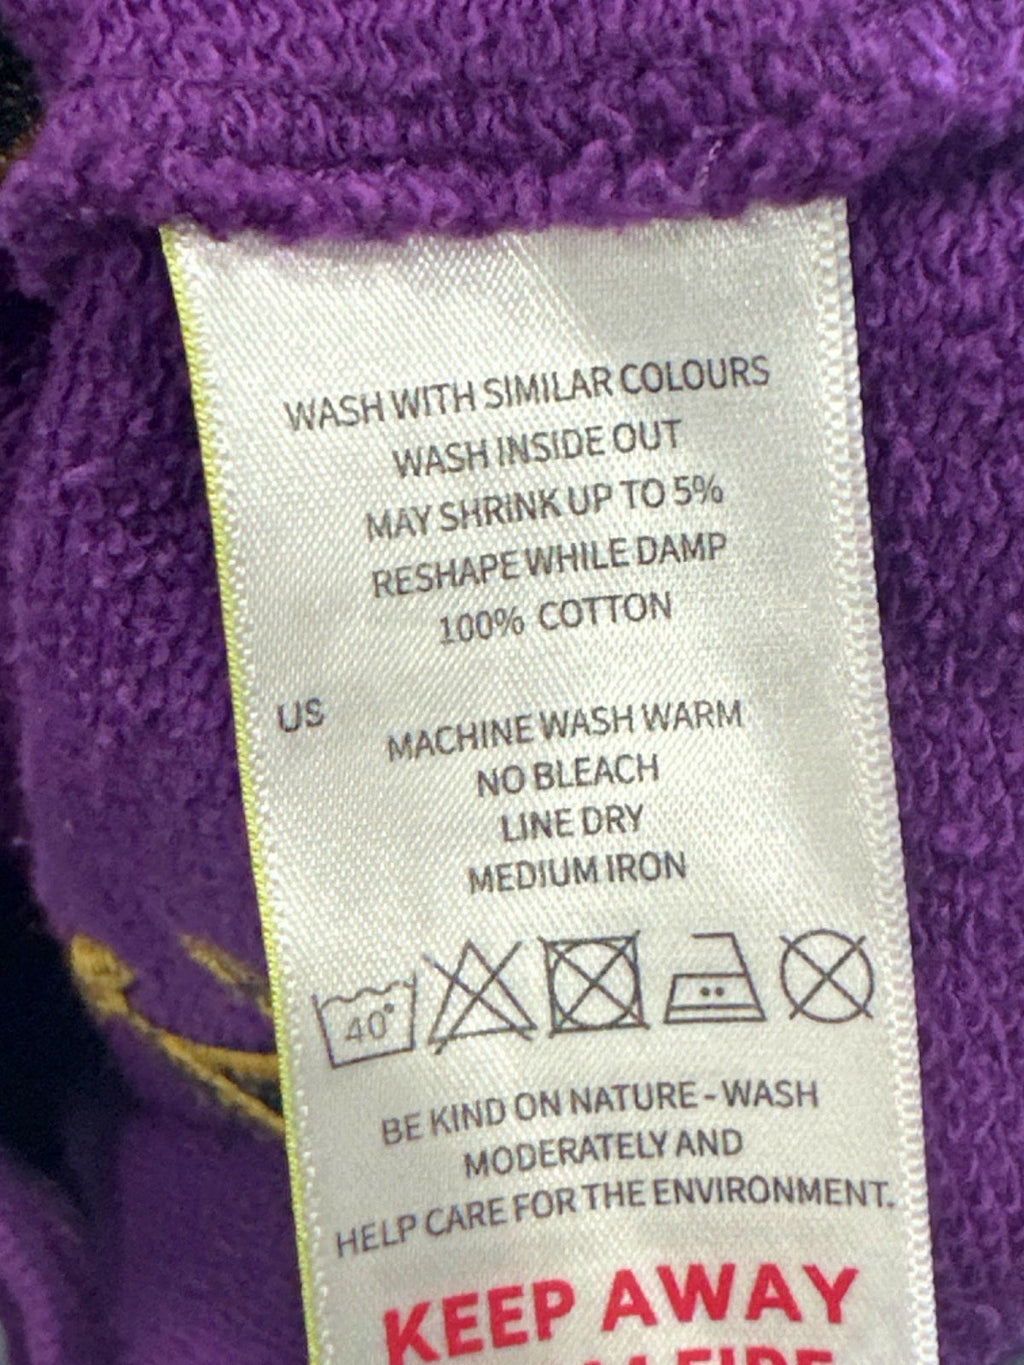 WASH WITH SIMILAR COLOURS
WASH INSIDE OUT
MAY SHRINK UP TO 5%
RESHAPE WHILE DAMP
100% COTTON
US
MACHINE WASH WARM
NO BLEACH
LINE DRY
MEDIUM IRON
40°
BE KIND ON NATURE - WASH
MODERATELY AND
HELP CARE FOR THE ENVIRONMENT.
KEEP AWAY
FIRE